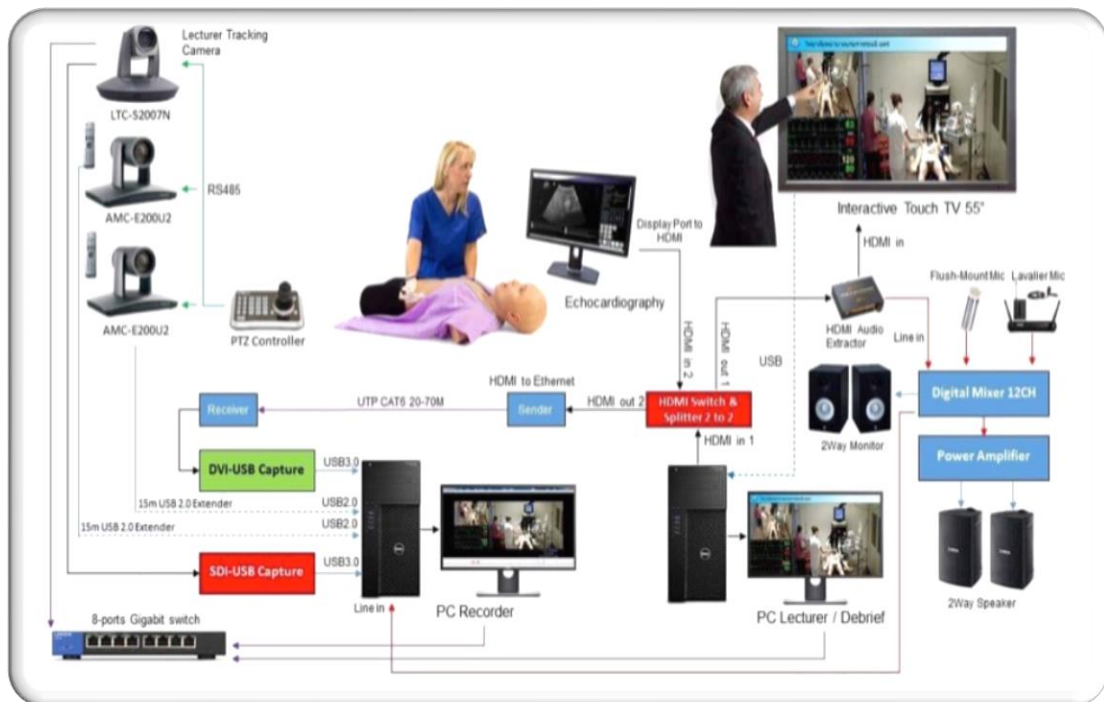 Lecturer Tracking
Camera
LTC-S2007N
RS485
AMC-E200U2
AMC-E200U2
PTZ Controller
Echocardiography
Display Port to
HDMI
Interactive Touch TV 55"
HDMI in
Flush-Mount Mic
Lavalier Mic
HDMI Audio
Extractor
Line in
USB
HDMI in 2
HDMI out 1
HDMI to Ethernet
Receiver
UTP CAT6 20-70M
Sender
HDMI out 2
HDMI Switch &
Splitter 2 to 2
HDMI in 1
Digital Mixer 12CH
2Way Monitor
Power Amplifier
DVI-USB Capture
USB3.0
15m USB 2.0 Extender
USB2.0
USB2.0
15m USB 2.0 Extender
SDI-USB Capture
USB3.0
Line in
PC Recorder
PC Lecturer / Debrief
2Way Speaker
8-ports Gigabit switch